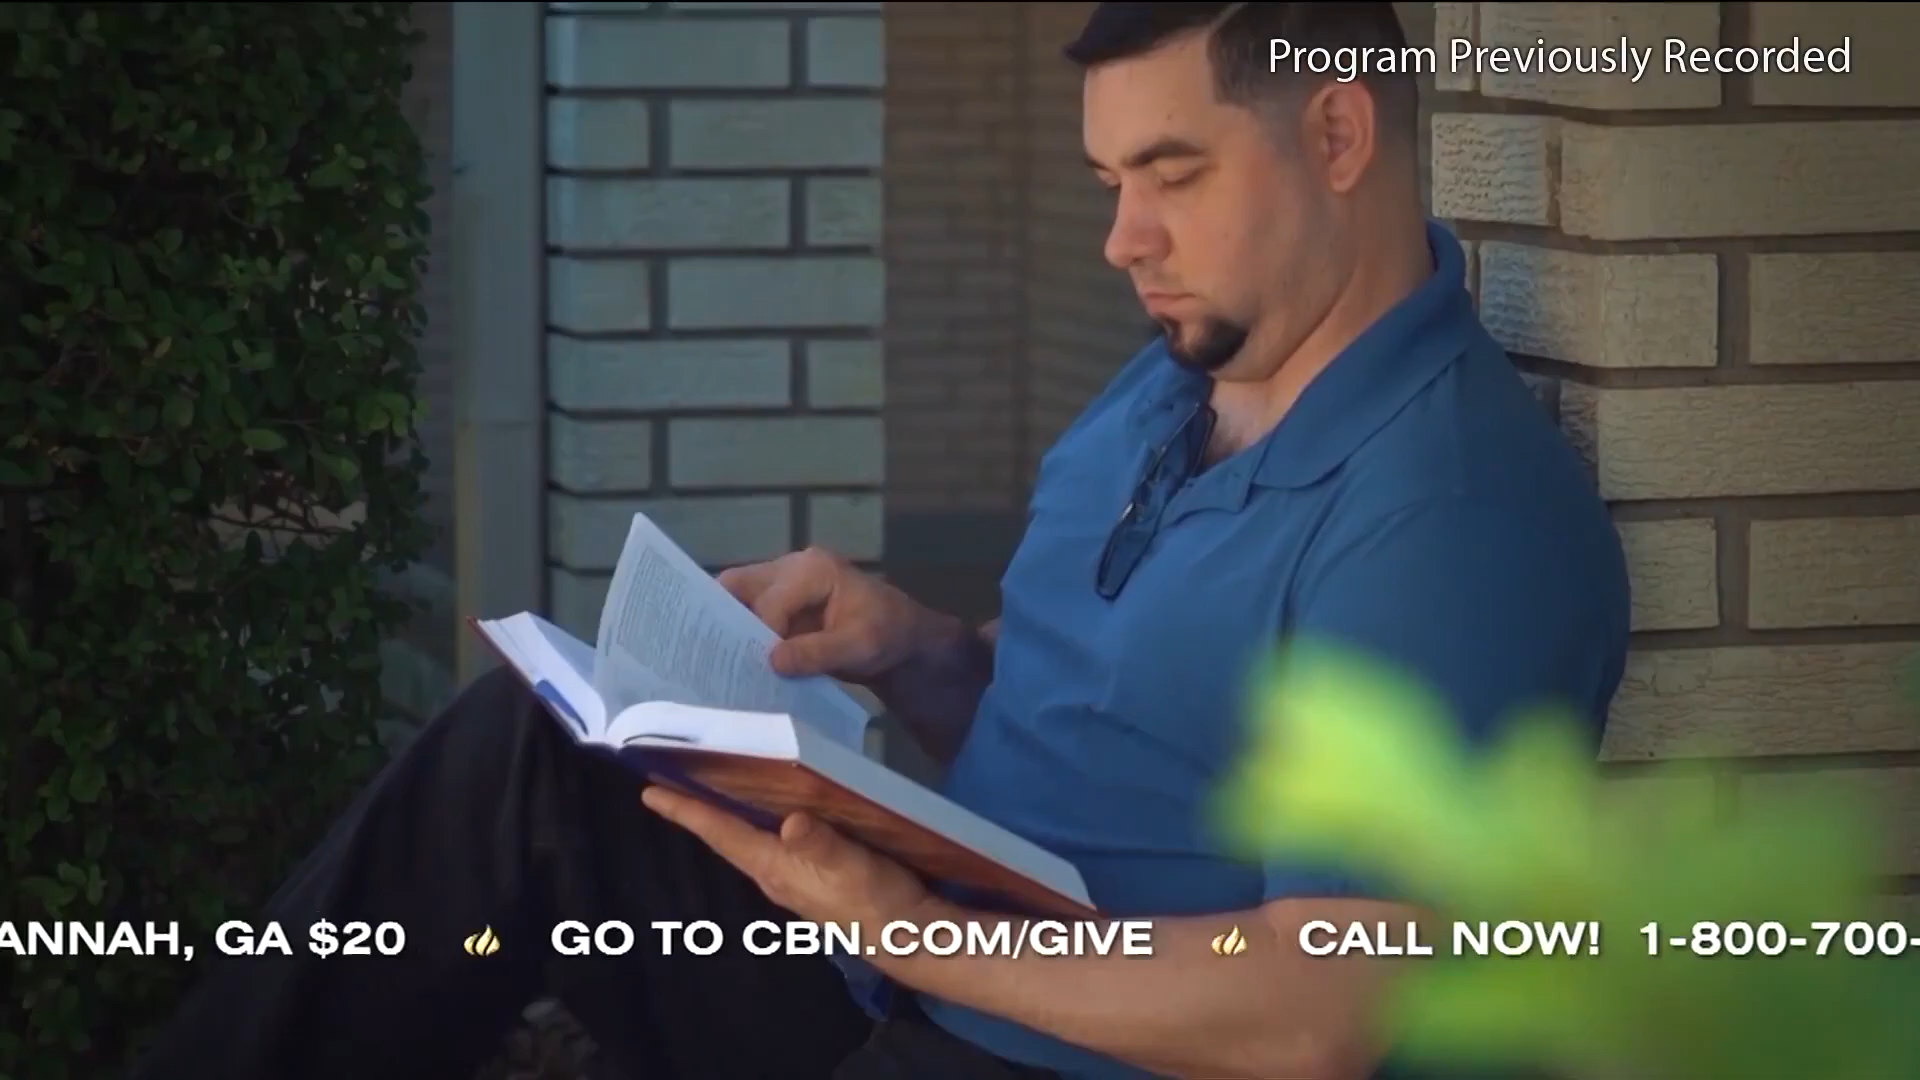 Program Previously Recorded
ANNAH, GA $20 GO TO CBN.COM/GIVE CALL NOW! 1-800-700-